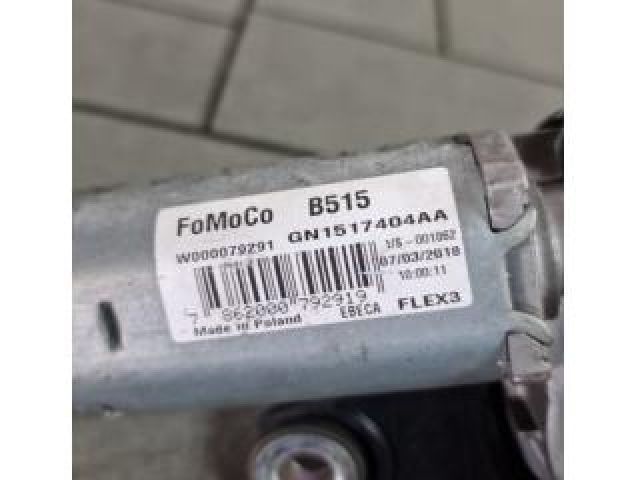 FoMoCo B515
W000079291 GN1517404AA
1/6 - 001062
07/03/2018
10:00:11
7 862000 792919
EBECA FLEX3
Made in Poland